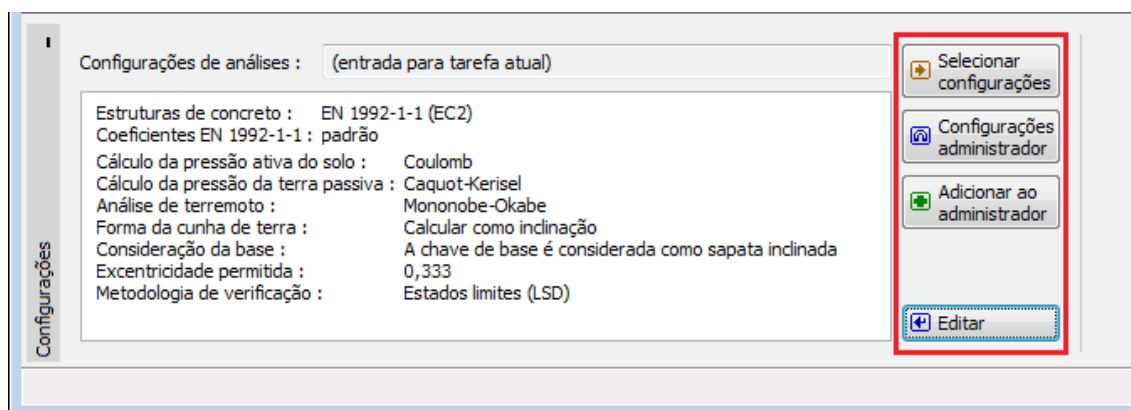 Configurações de análises : (entrada para tarefa atual)
Estruturas de concreto : EN 1992-1-1 (EC2)
Coeficientes EN 1992-1-1 : padrão
Cálculo da pressão ativa do solo : Coulomb
Cálculo da pressão da terra passiva : Caquot-Kerisel
Análise de terremoto : Mononobe-Okabe
Forma da cunha de terra : Calcular como inclinação
Consideração da base : A chave de base é considerada como sapata inclinada
Excentricidade permitida : 0,333
Metodologia de verificação : Estados limites (LSD)
Selecionar
configurações
Configurações
administrador
Adicionar ao
administrador
Editar
Configurações